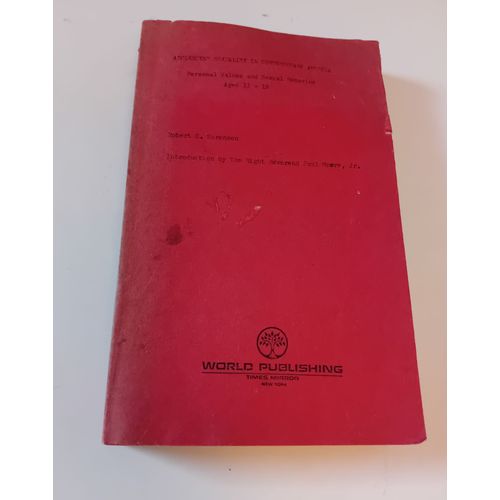 ADOLESCENT SEXUALITY IN CONTEMPORARY AMERICA
Personal Values and Sexual Behavior
Ages 13 - 19
Robert C. Sorensen
Introduction by The Right Reverend Paul Moore, Jr.
WORLD PUBLISHING
TIMES MIRROR
NEW YORK